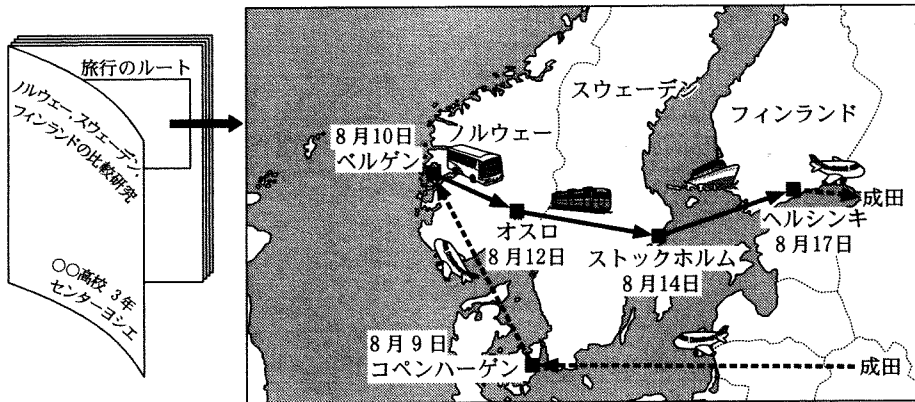 旅行のルート
ノルウェー,スウェーデン,
フィンランドの比較研究
○○高校 3年
センターヨシエ
スウェーデン
フィンランド
ノルウェー
8月10日
ベルゲン
オスロ
8月12日
ストックホルム
8月14日
ヘルシンキ
8月17日
成田
8月9日
コペンハーゲン
成田